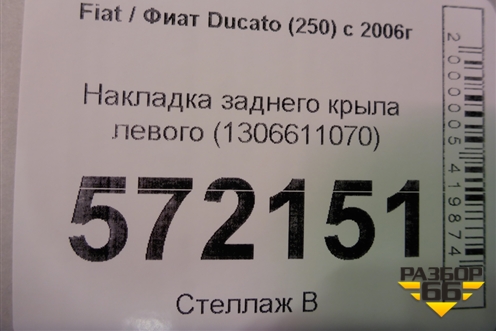 Fiat / Фиат Ducato (250) с 2006г
Накладка заднего крыла
левого (1306611070)
572151
Стеллаж В
2000005419874
РАЗБОР
66